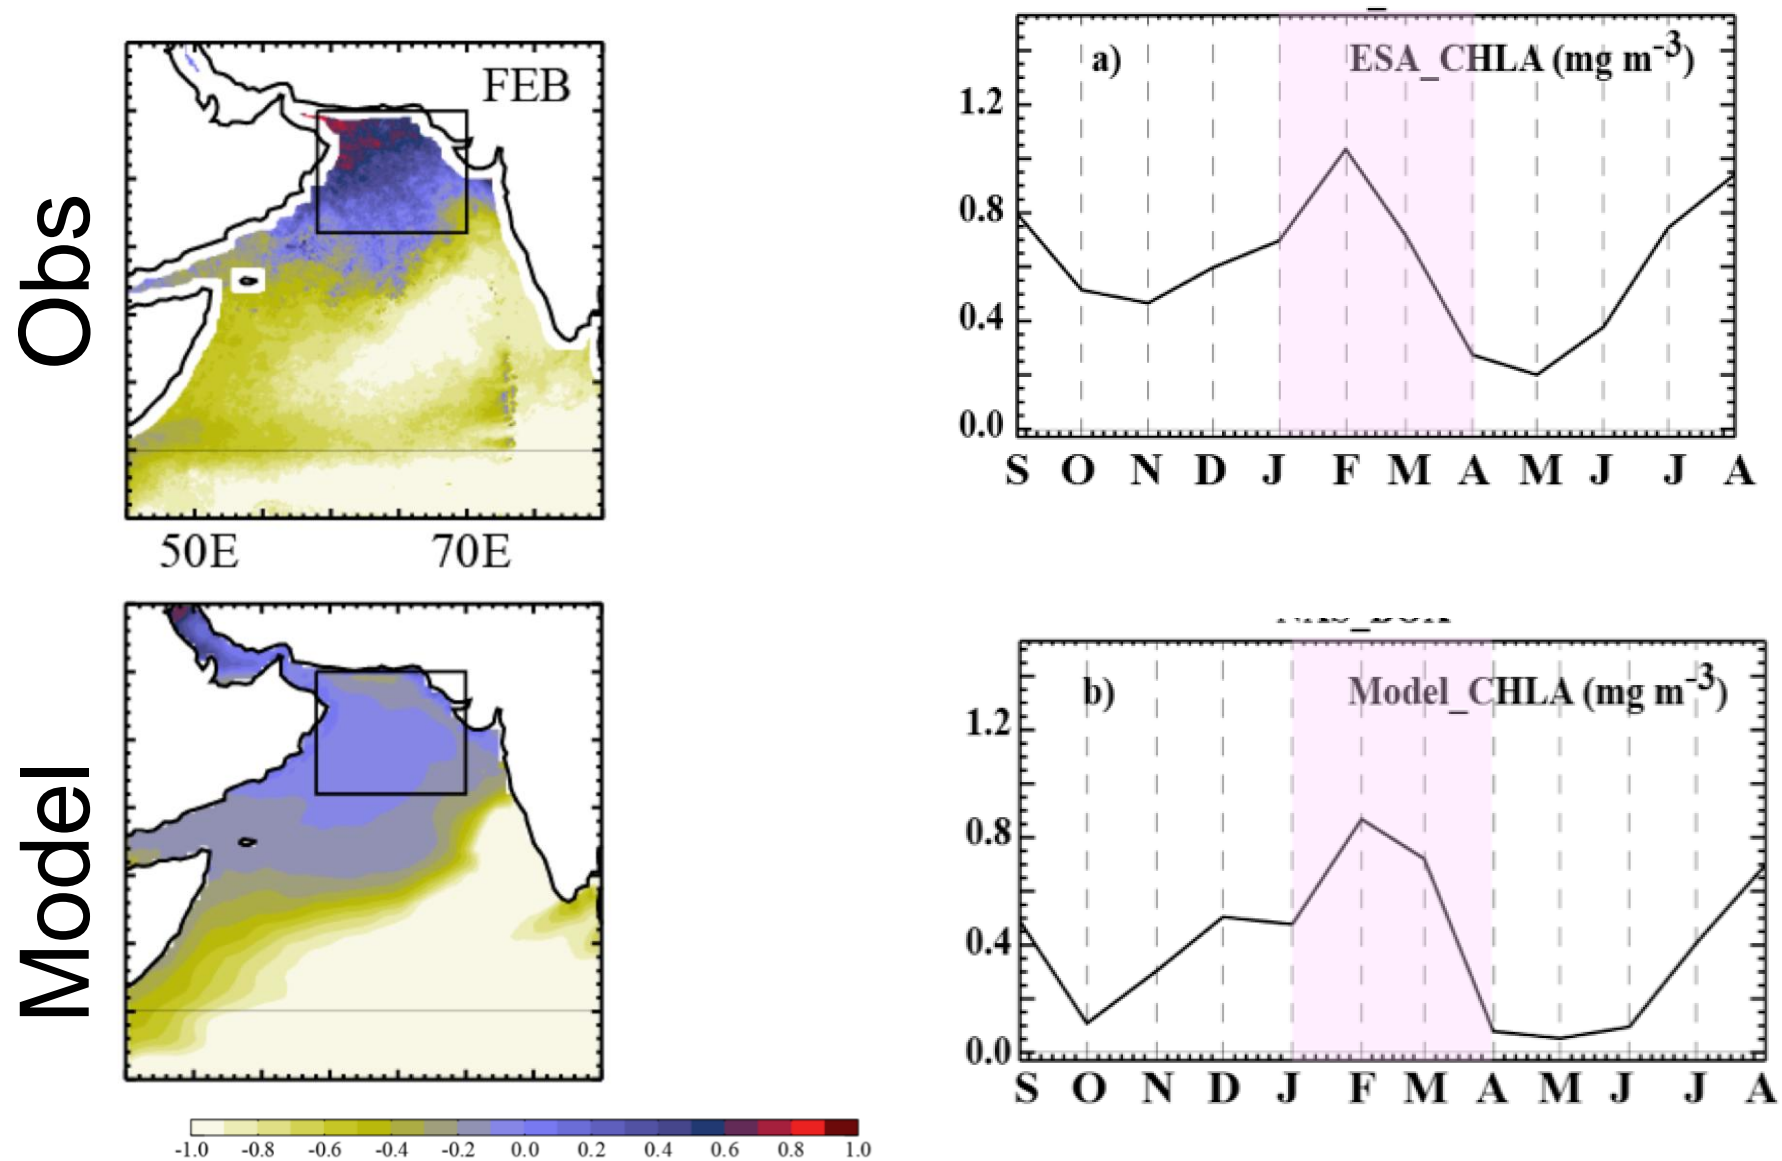 Obs
FEB
50E 70E
Model
-1.0 -0.8 -0.6 -0.4 -0.2 0.0 0.2 0.4 0.6 0.8 1.0
a) ESA_CHLA (mg m⁻³)
1.2
0.8
0.4
0.0
S O N D J F M A M J J A
b) Model_CHLA (mg m⁻³)
1.2
0.8
0.4
0.0
S O N D J F M A M J J A